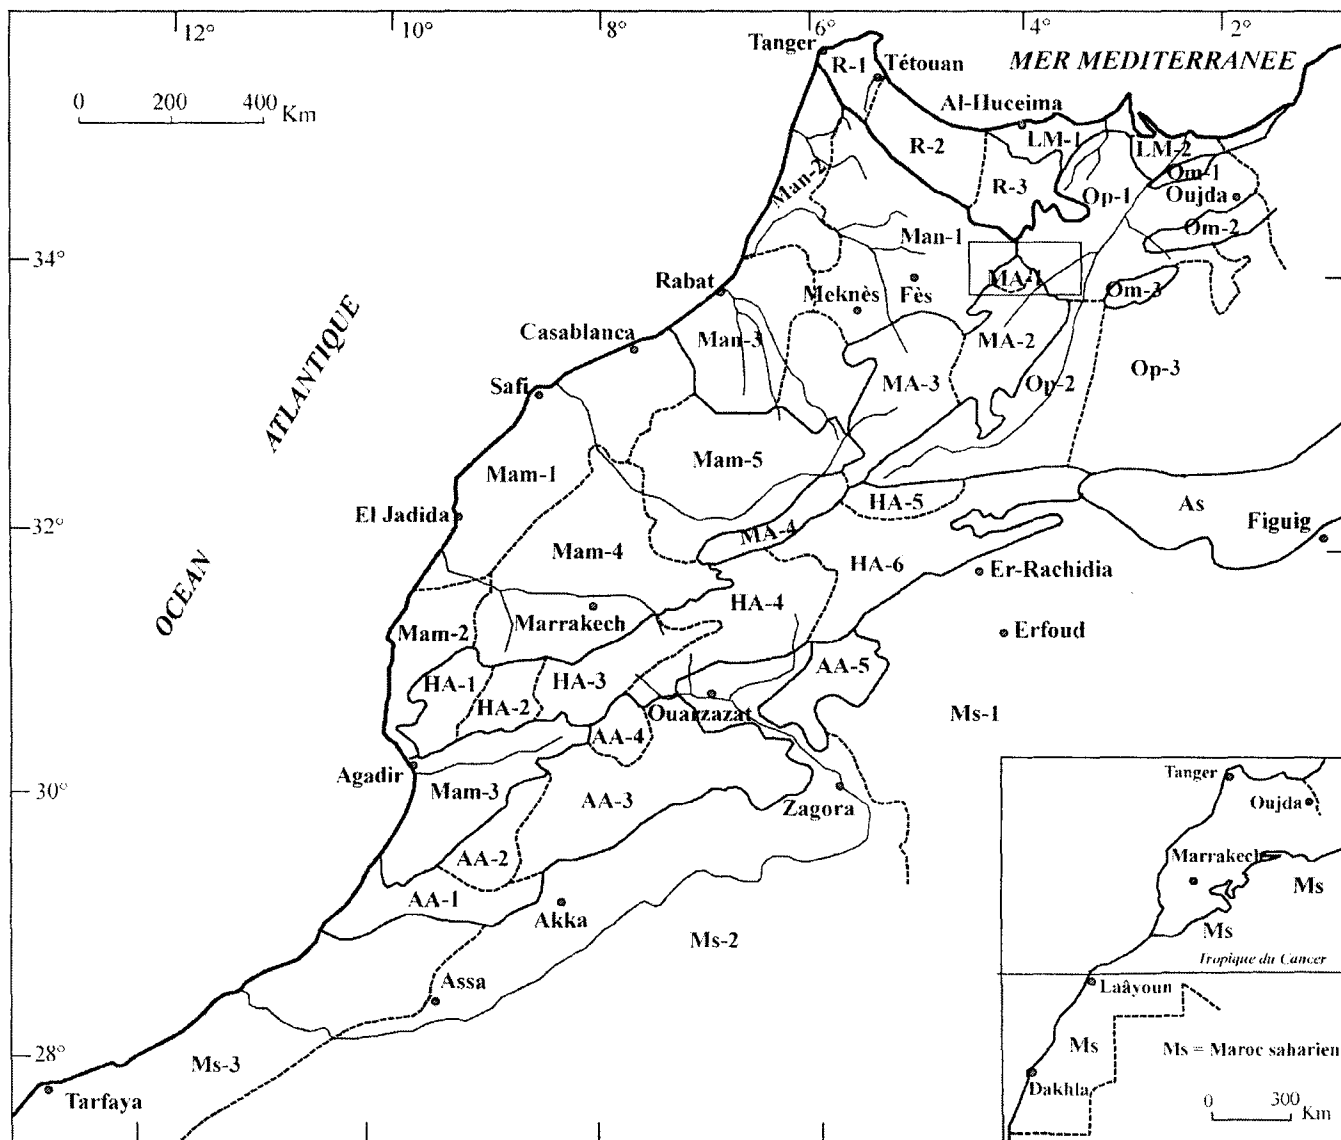 12°
10°
8°
6°
4°
2°
Tanger
R-1
Tétouan
MER MEDITERRANEE
0 200 400 Km
Al-Huceima
LM-1
LM-2
R-2
R-3
Om-1
Man-2
Op-1
Oujda
Om-2
Man-1
34°
MA-1
Rabat
Meknès
Fès
Om-3
Casablanca
Man-3
MA-2
Op-3
Safi
MA-3
Op-2
ATLANTIQUE
Mam-1
Mam-5
HA-5
As
El Jadida
Figuig
32°
MA-4
Mam-4
HA-6
Er-Rachidia
OCEAN
HA-4
Marrakech
Erfoud
Mam-2
AA-5
HA-1
HA-3
HA-2
Ouarzazat
Ms-1
AA-4
Agadir
30°
Mam-3
AA-3
Zagora
AA-2
AA-1
Akka
Ms-2
Assa
28°
Ms-3
Tarfaya
Tanger
Oujda
Marrakech
Ms
Ms
Tropique du Cancer
Laâyoun
Ms
Ms = Maroc saharien
Dakhla
0 300 Km